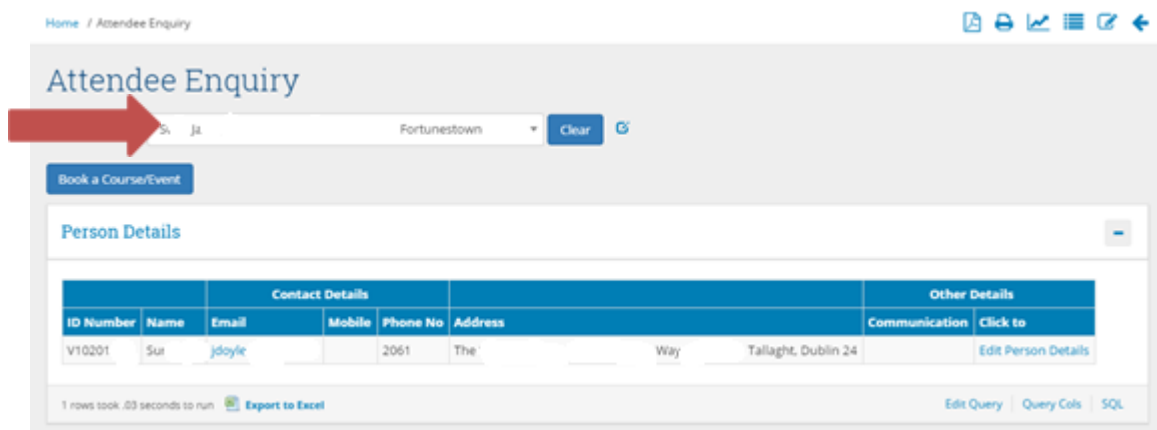 Home / Attendee Enquiry
Attendee Enquiry
Fortunestown Clear
Book a Course/Event
Person Details
Contact Details Other Details
ID Number Name Email Mobile Phone No Address Communication Click to
V10201 jdoyle 2061 The Way Tallaght, Dublin 24 Edit Person Details
1 rows took .03 seconds to run Export to Excel Edit Query Query Cols SQL